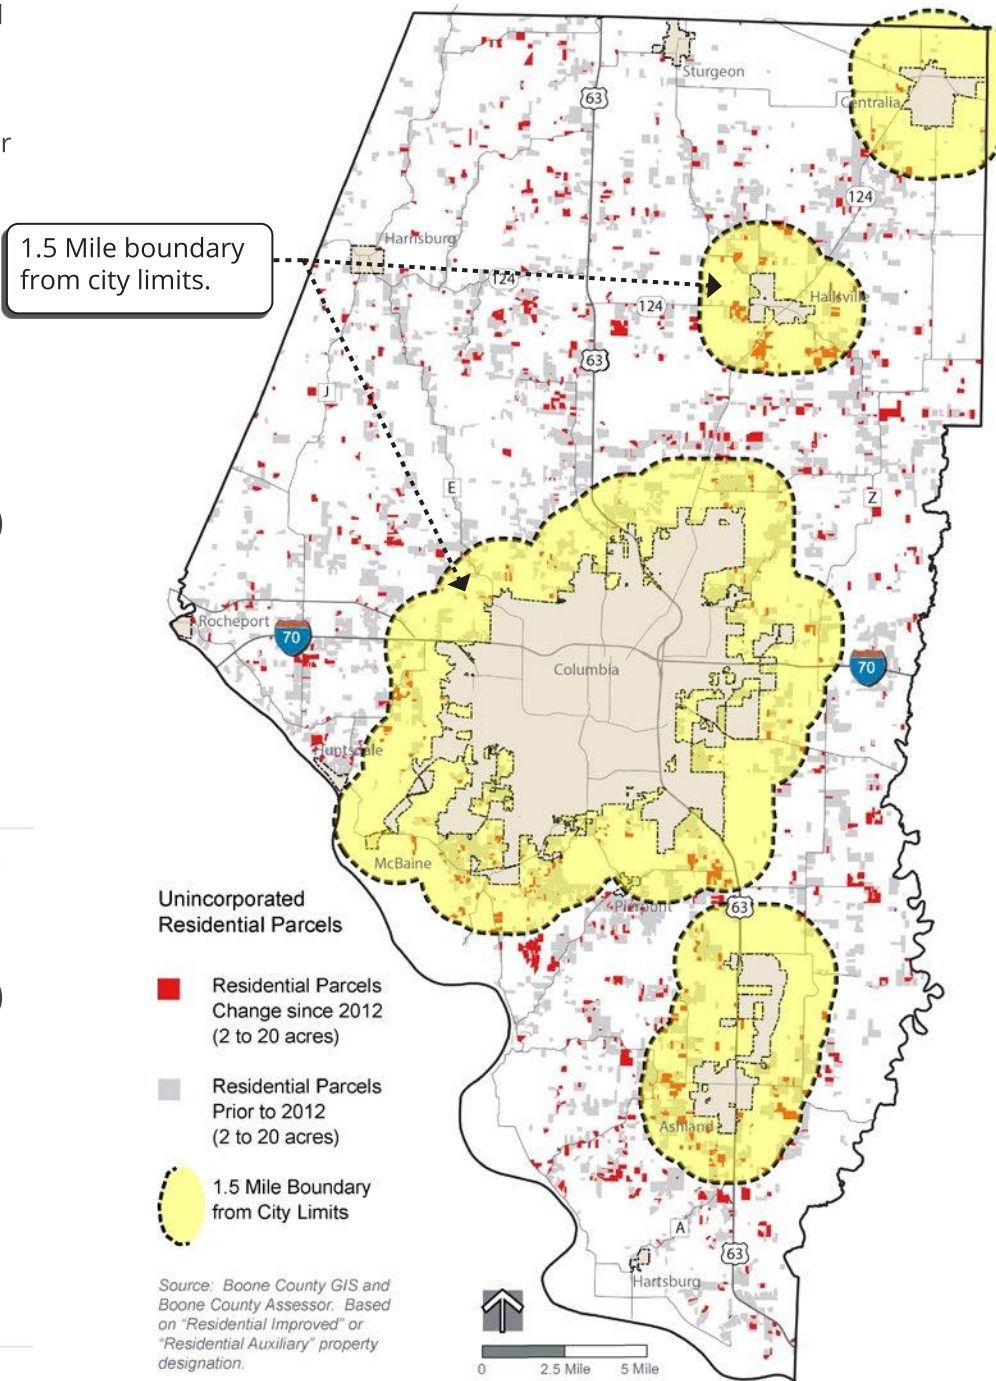 r
1.5 Mile boundary
from city limits.
)
)
Sturgeon
63
Centralia
124
Harrisburg
124
124
Hallsville
63
J
E
Z
Rocheport
70
Columbia
70
Huntsdale
McBaine
Pierpont
63
Ashland
A
63
Hartsburg
Unincorporated
Residential Parcels
Residential Parcels
Change since 2012
(2 to 20 acres)
Residential Parcels
Prior to 2012
(2 to 20 acres)
1.5 Mile Boundary
from City Limits
Source: Boone County GIS and
Boone County Assessor. Based
on "Residential Improved" or
"Residential Auxiliary" property
designation.
0 2.5 Mile 5 Mile